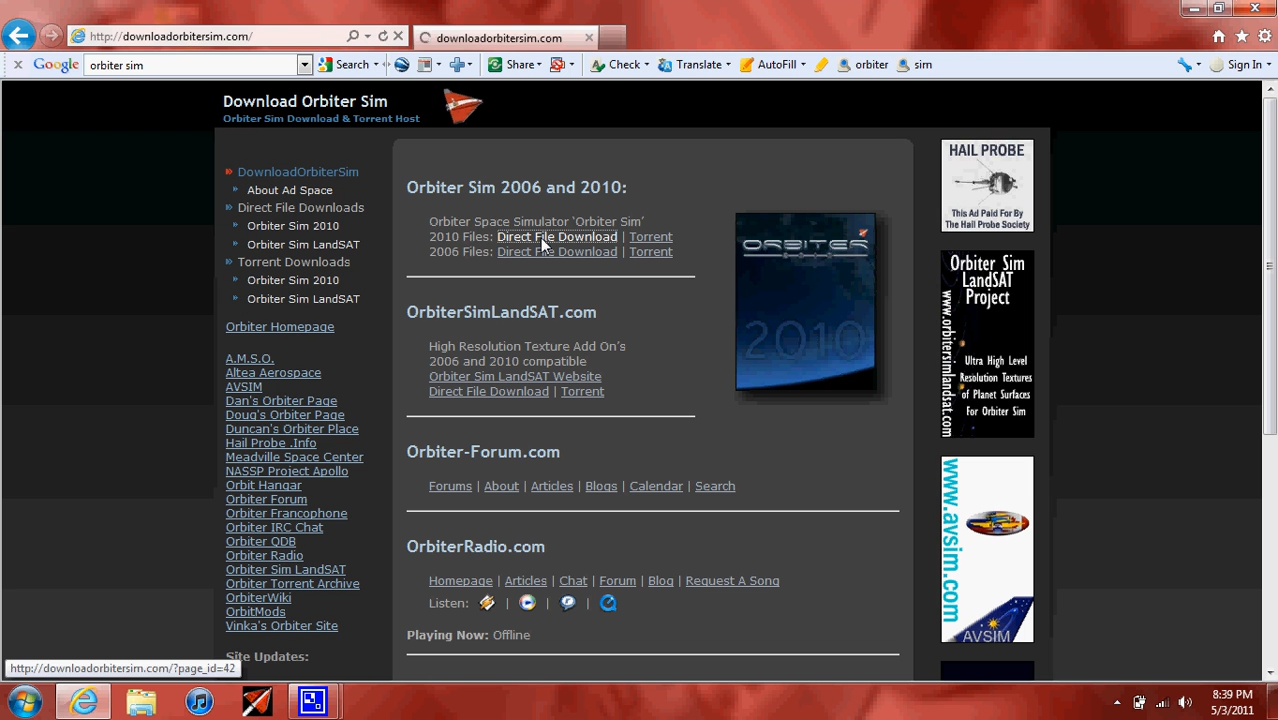 http://downloadorbitersim.com/
downloadorbitersim.com
Google
orbiter sim
Search
Share
Check
Translate
AutoFill
orbiter
sim
Sign In
Download Orbiter Sim
Orbiter Sim Download & Torrent Host
DownloadOrbiterSim
About Ad Space
Direct File Downloads
Orbiter Sim 2010
Orbiter Sim LandSAT
Torrent Downloads
Orbiter Sim 2010
Orbiter Sim LandSAT
Orbiter Homepage
A.M.S.O.
Altea Aerospace
AVSIM
Dan's Orbiter Page
Doug's Orbiter Page
Duncan's Orbiter Place
Hail Probe .Info
Meadville Space Center
NASSP Project Apollo
Orbit Hangar
Orbiter Forum
Orbiter Francophone
Orbiter IRC Chat
Orbiter QDB
Orbiter Radio
Orbiter Sim LandSAT
Orbiter Torrent Archive
OrbiterWiki
OrbitMods
Vinka's Orbiter Site
Site Updates:
Orbiter Sim 2006 and 2010:
Orbiter Space Simulator ‘Orbiter Sim’
2010 Files: Direct File Download | Torrent
2006 Files: Direct File Download | Torrent
ORBITER
2010
OrbiterSimLandSAT.com
High Resolution Texture Add On's
2006 and 2010 compatible
Orbiter Sim LandSAT Website
Direct File Download | Torrent
Orbiter-Forum.com
Forums | About | Articles | Blogs | Calendar | Search
OrbiterRadio.com
Homepage | Articles | Chat | Forum | Blog | Request A Song
Listen: | | |
Playing Now: Offline
HAIL PROBE
This Ad Paid For By
The Hail Probe Society
Orbiter Sim
LandSAT
Project
www.orbitersimlandsat.com
Ultra High Level
Resolution Textures
of Planet Surfaces
For Orbiter Sim
www.avsim.com
AVSIM
http://downloadorbitersim.com/?page_id=42
8:39 PM
5/3/2011